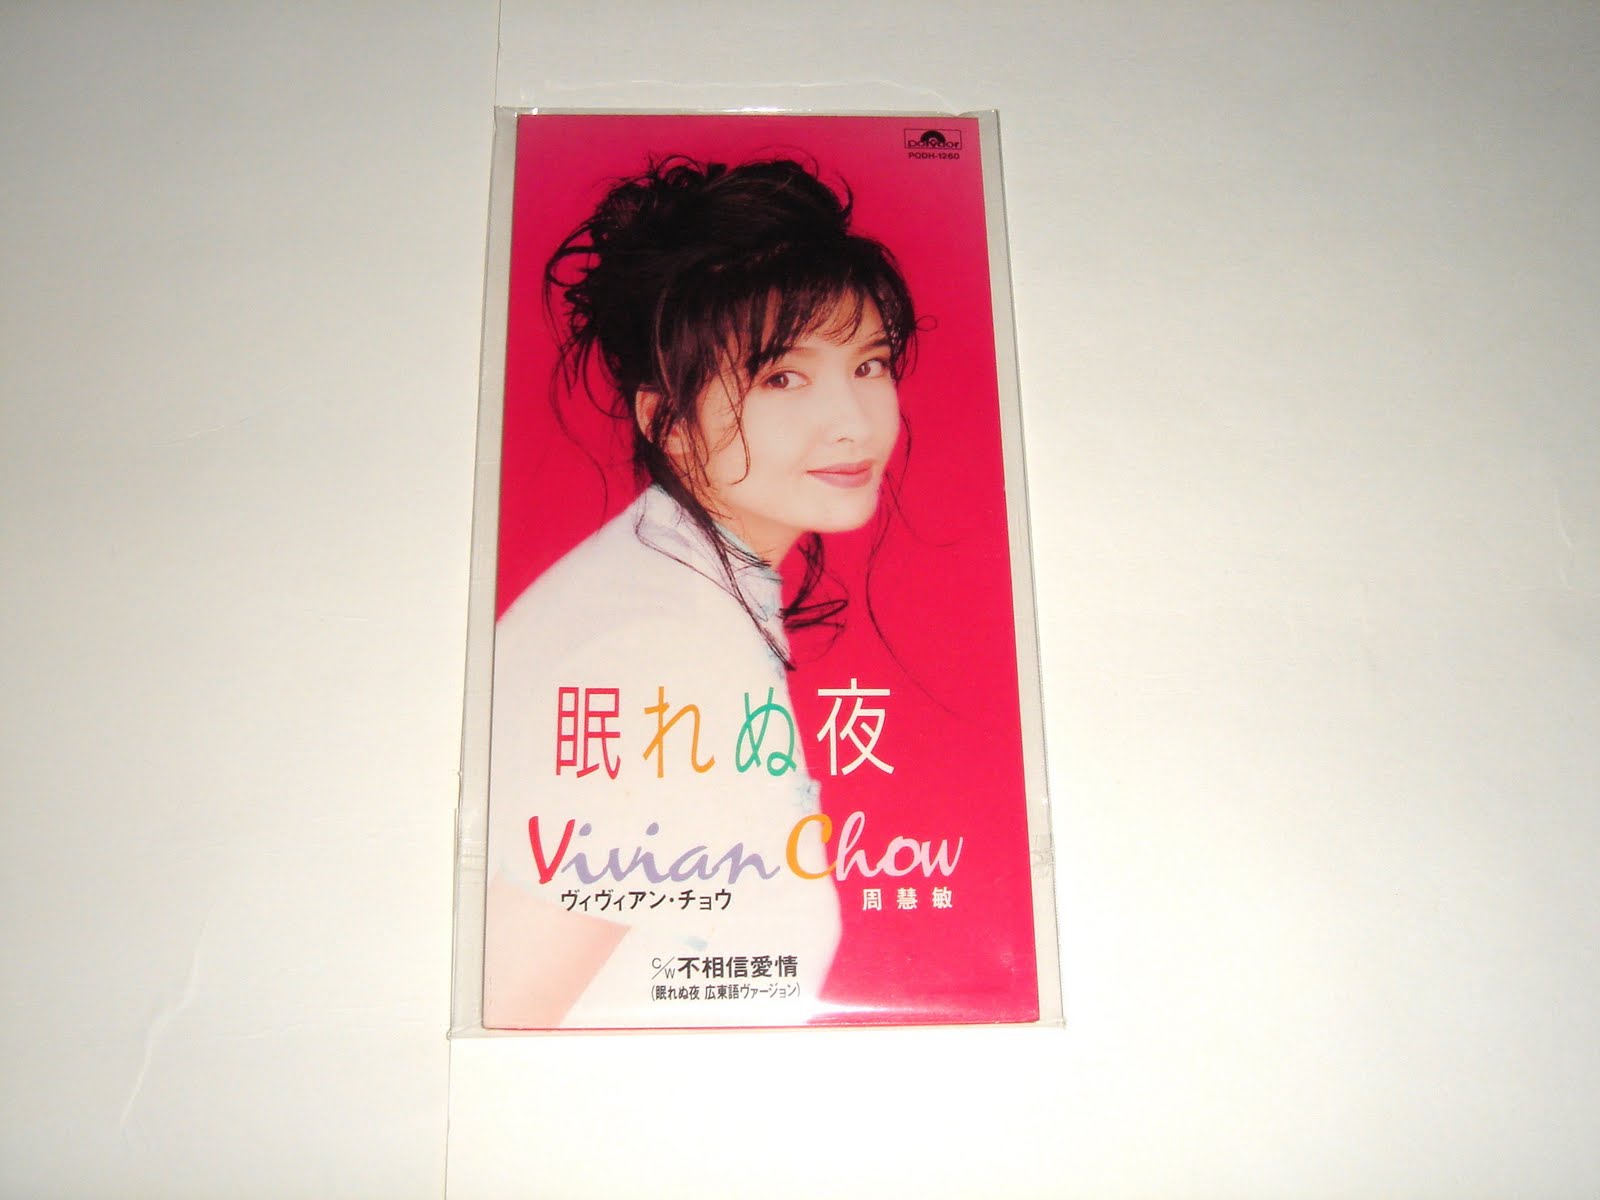 polydor
PODH-1260
眠れぬ夜
Vivian Chow
ヴィヴィアン・チョウ 周慧敏
C/W 不相信愛情
(眠れぬ夜 広東語ヴァージョン)